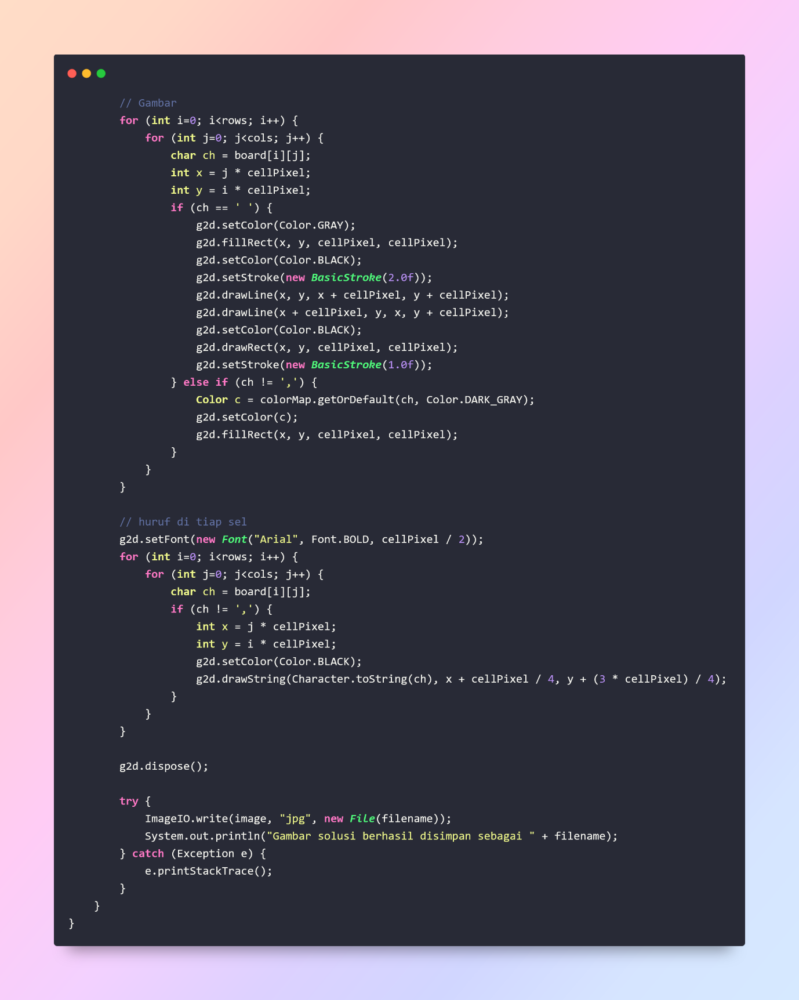 // Gambar
for (int i=0; i<rows; i++) {
for (int j=0; j<cols; j++) {
char ch = board[i][j];
int x = j * cellPixel;
int y = i * cellPixel;
if (ch == ' ') {
g2d.setColor(Color.GRAY);
g2d.fillRect(x, y, cellPixel, cellPixel);
g2d.setColor(Color.BLACK);
g2d.setStroke(new BasicStroke(2.0f));
g2d.drawLine(x, y, x + cellPixel, y + cellPixel);
g2d.drawLine(x + cellPixel, y, x, y + cellPixel);
g2d.setColor(Color.BLACK);
g2d.drawRect(x, y, cellPixel, cellPixel);
g2d.setStroke(new BasicStroke(1.0f));
} else if (ch != ',') {
Color c = colorMap.getOrDefault(ch, Color.DARK_GRAY);
g2d.setColor(c);
g2d.fillRect(x, y, cellPixel, cellPixel);
}
}
}
// huruf di tiap sel
g2d.setFont(new Font("Arial", Font.BOLD, cellPixel / 2));
for (int i=0; i<rows; i++) {
for (int j=0; j<cols; j++) {
char ch = board[i][j];
if (ch != ',') {
int x = j * cellPixel;
int y = i * cellPixel;
g2d.setColor(Color.BLACK);
g2d.drawString(Character.toString(ch), x + cellPixel / 4, y + (3 * cellPixel) / 4);
}
}
}
g2d.dispose();
try {
ImageIO.write(image, "jpg", new File(filename));
System.out.println("Gambar solusi berhasil disimpan sebagai " + filename);
} catch (Exception e) {
e.printStackTrace();
}
}
}